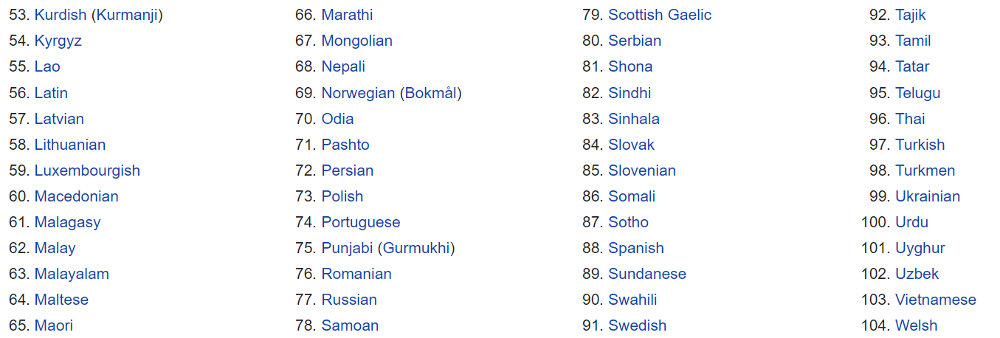 53. Kurdish (Kurmanji)
54. Kyrgyz
55. Lao
56. Latin
57. Latvian
58. Lithuanian
59. Luxembourgish
60. Macedonian
61. Malagasy
62. Malay
63. Malayalam
64. Maltese
65. Maori
66. Marathi
67. Mongolian
68. Nepali
69. Norwegian (Bokmål)
70. Odia
71. Pashto
72. Persian
73. Polish
74. Portuguese
75. Punjabi (Gurmukhi)
76. Romanian
77. Russian
78. Samoan
79. Scottish Gaelic
80. Serbian
81. Shona
82. Sindhi
83. Sinhala
84. Slovak
85. Slovenian
86. Somali
87. Sotho
88. Spanish
89. Sundanese
90. Swahili
91. Swedish
92. Tajik
93. Tamil
94. Tatar
95. Telugu
96. Thai
97. Turkish
98. Turkmen
99. Ukrainian
100. Urdu
101. Uyghur
102. Uzbek
103. Vietnamese
104. Welsh